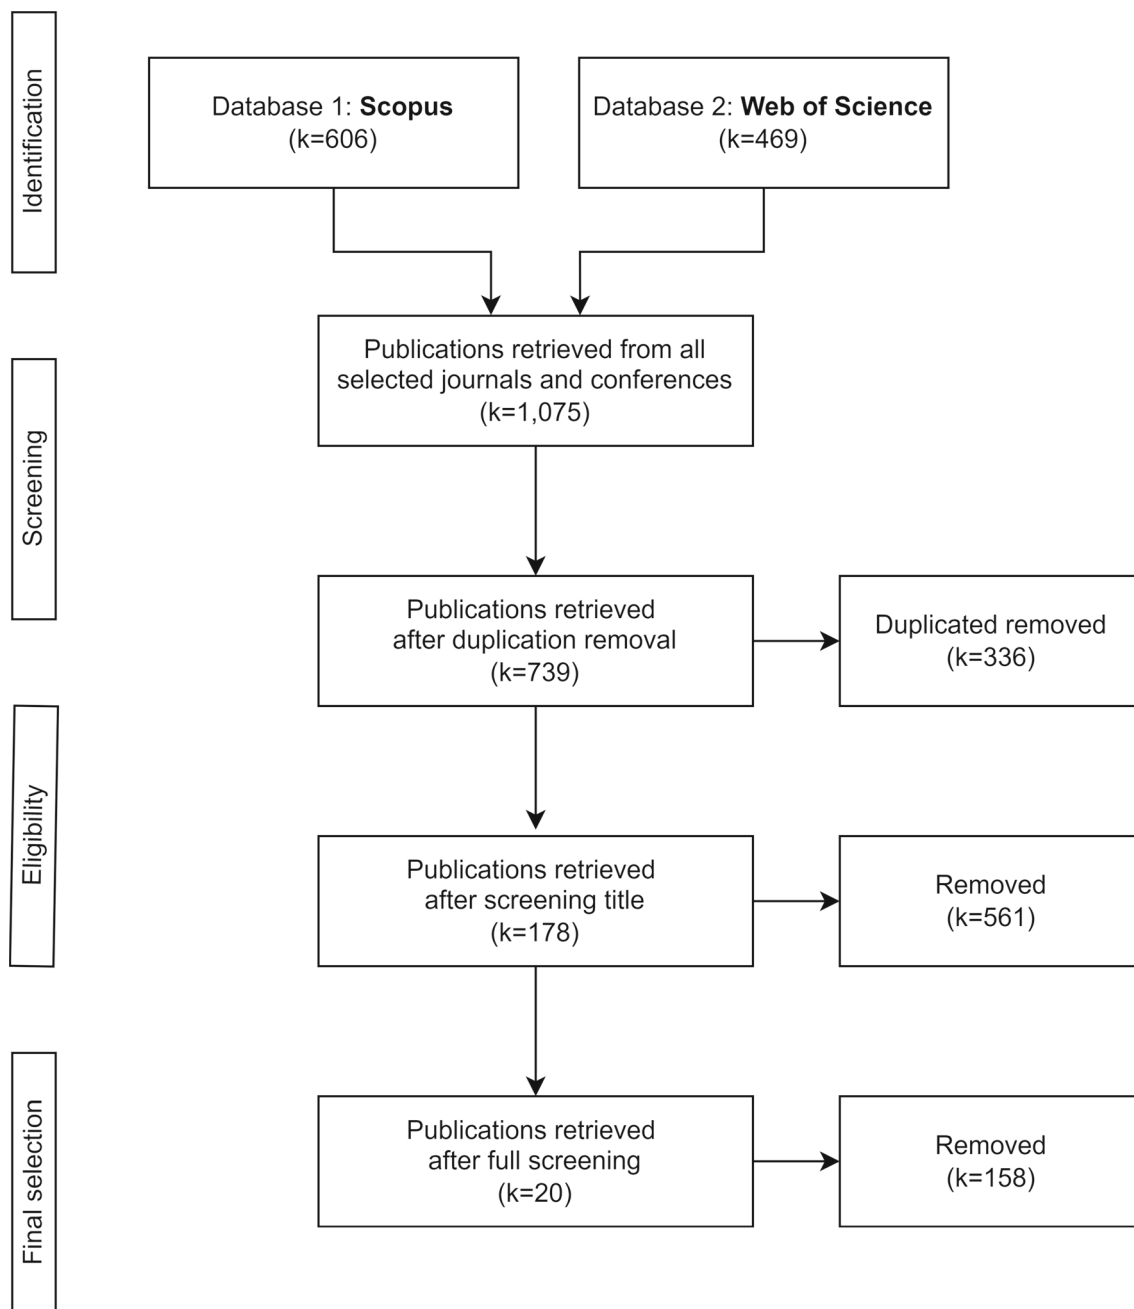 Identification
Database 1: Scopus
(k=606)
Database 2: Web of Science
(k=469)
Screening
Publications retrieved from all
selected journals and conferences
(k=1,075)
Publications retrieved
after duplication removal
(k=739)
Duplicated removed
(k=336)
Eligibility
Publications retrieved
after screening title
(k=178)
Removed
(k=561)
Final selection
Publications retrieved
after full screening
(k=20)
Removed
(k=158)